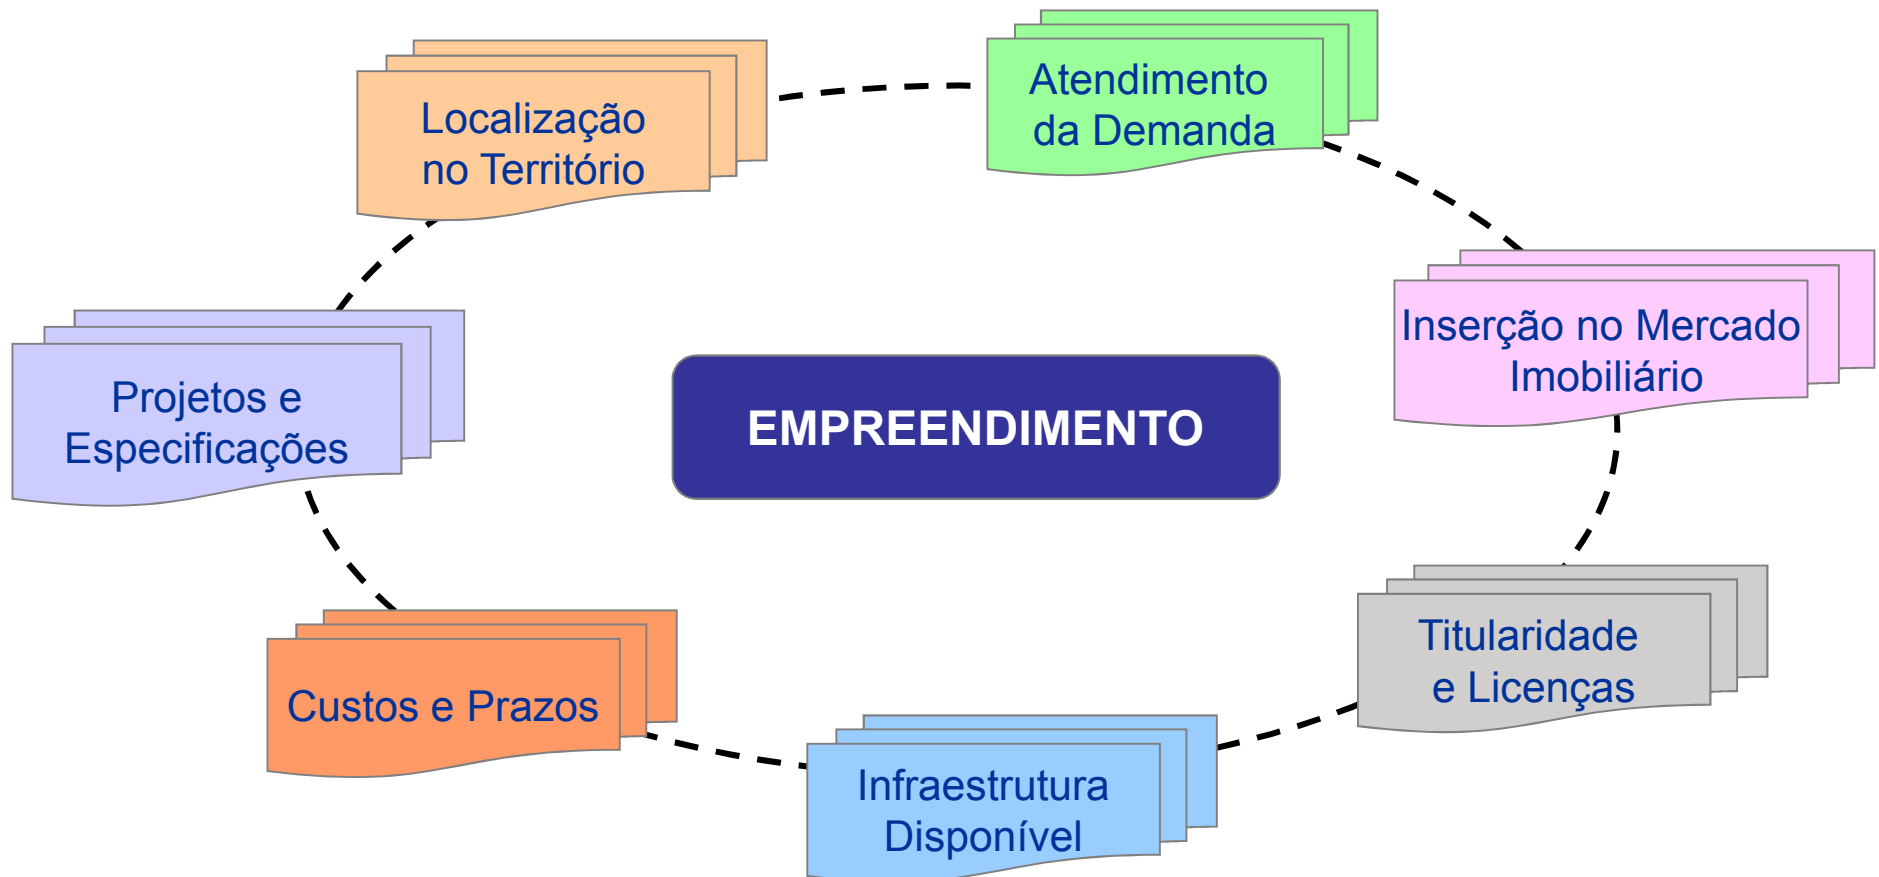 Atendimento
da Demanda
Localização
no Território
Inserção no Mercado
Imobiliário
Projetos e
Especificações
EMPREENDIMENTO
Titularidade
e Licenças
Custos e Prazos
Infraestrutura
Disponível